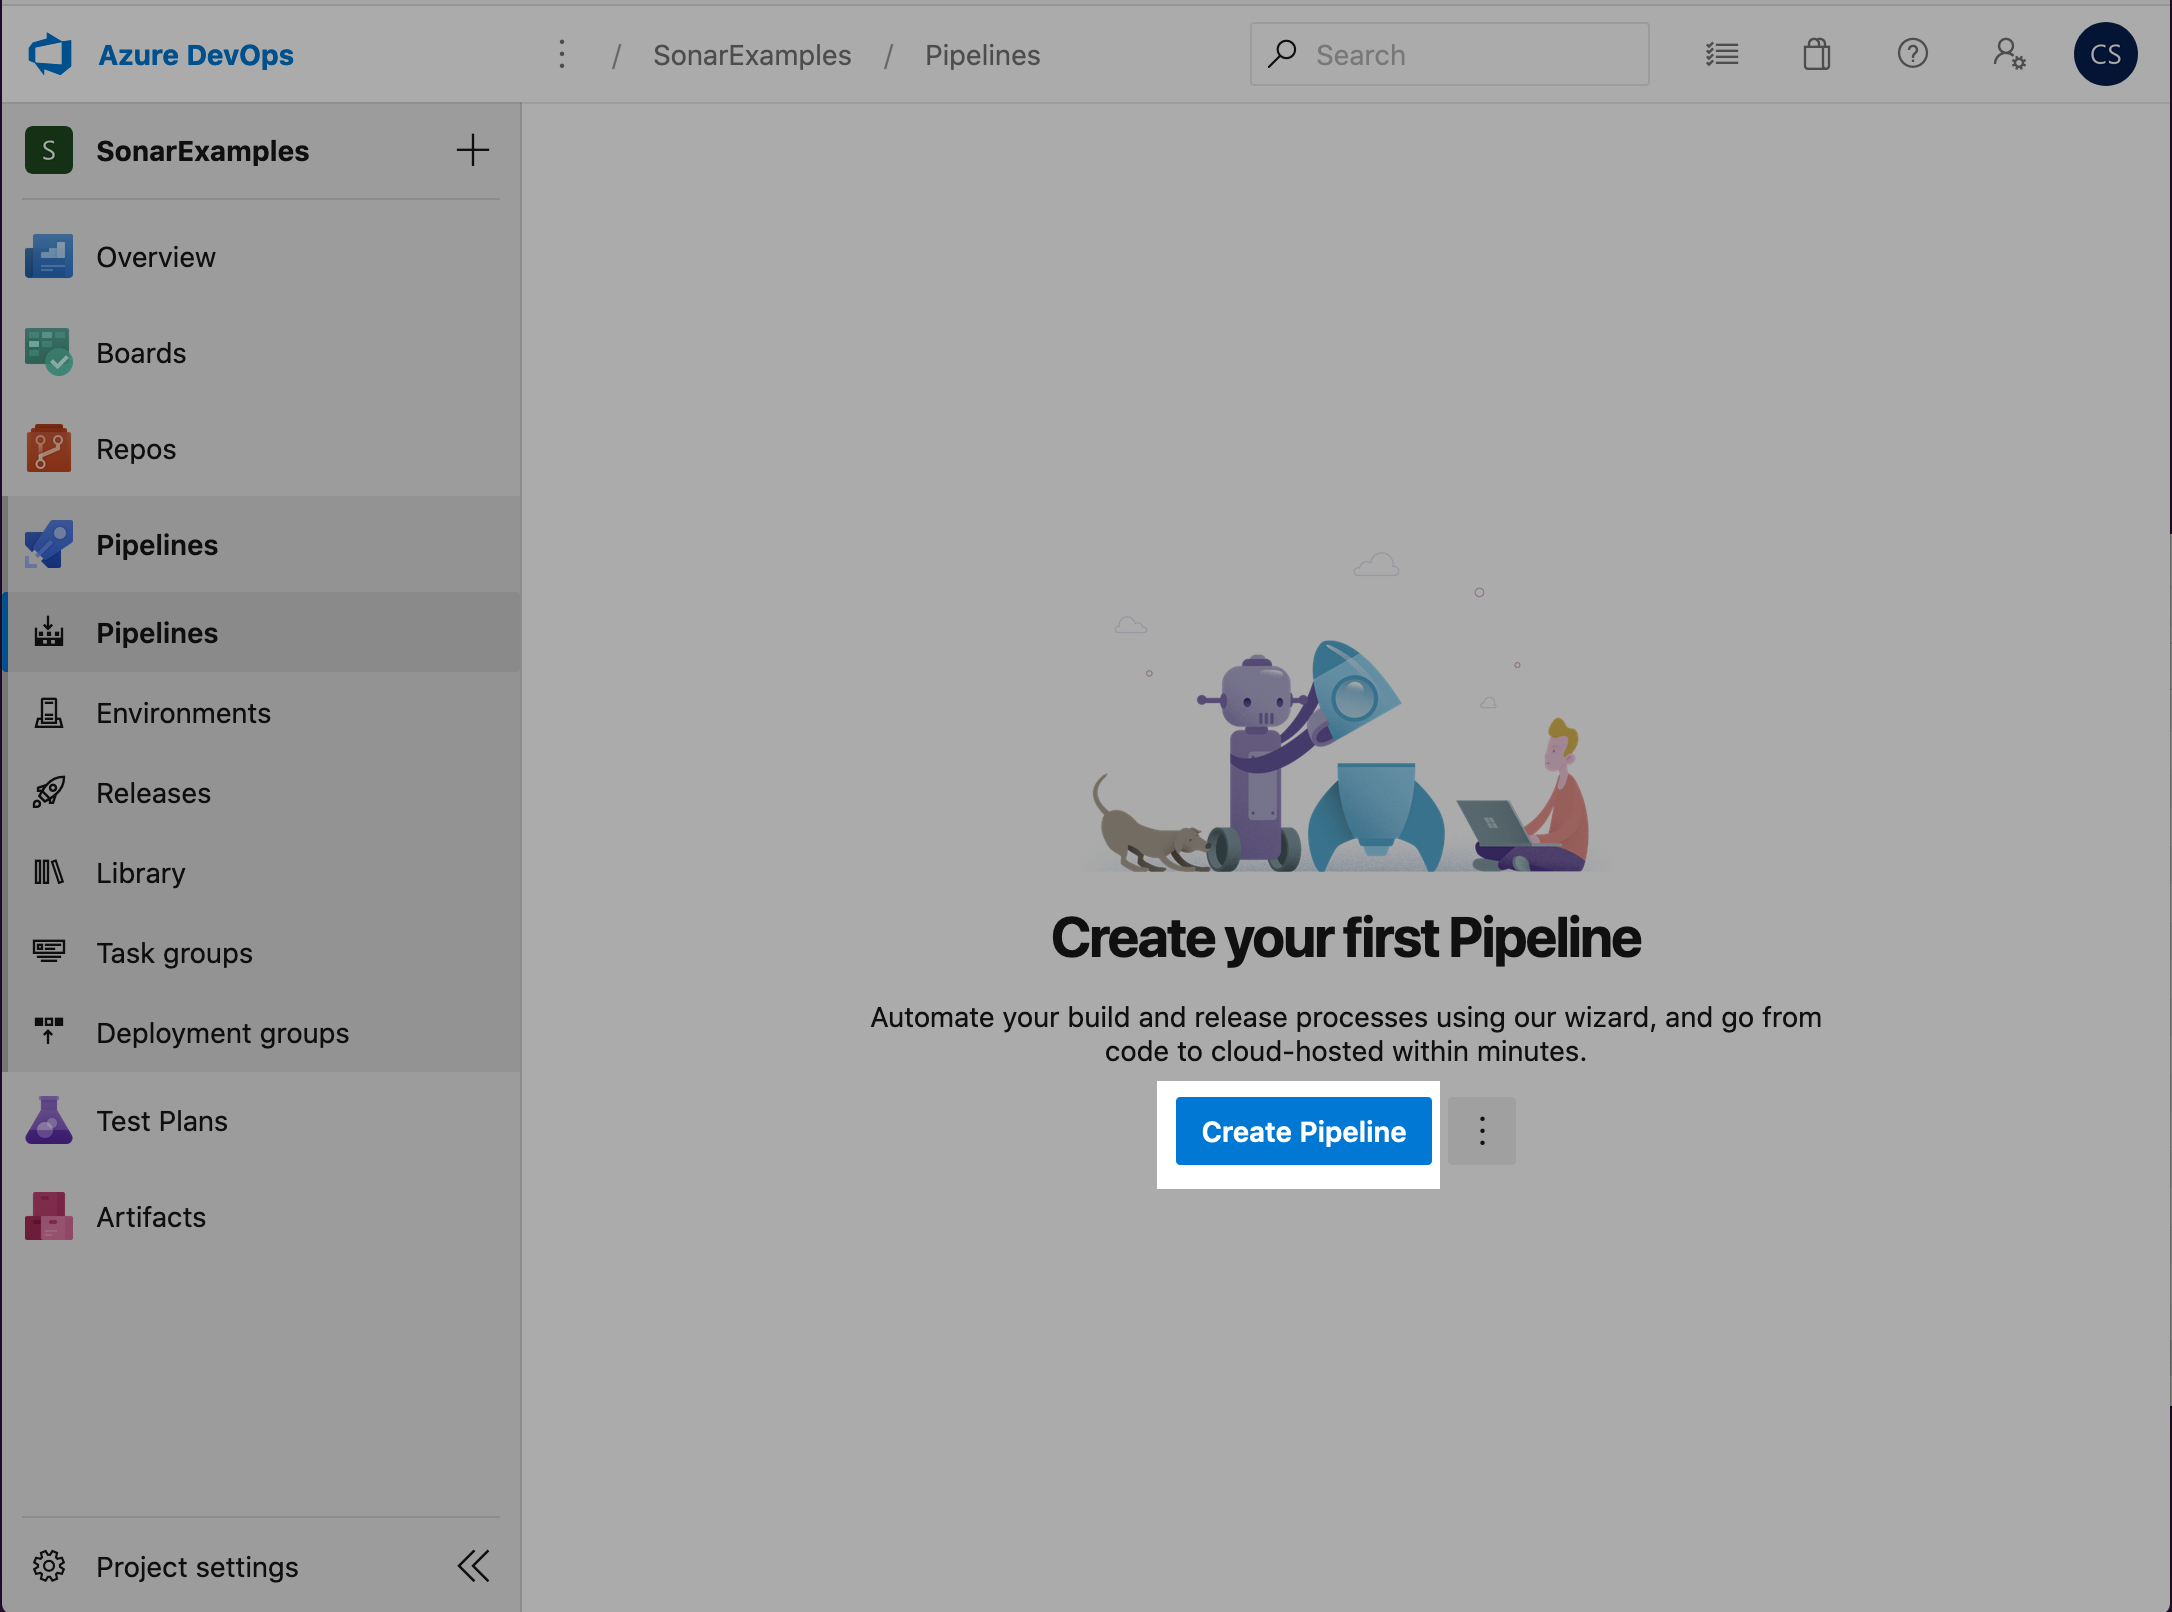 Azure DevOps
/ SonarExamples / Pipelines
Search
CS
S SonarExamples
Overview
Boards
Repos
Pipelines
Pipelines
Environments
Releases
Library
Task groups
Deployment groups
Test Plans
Artifacts
Project settings
Create your first Pipeline
Automate your build and release processes using our wizard, and go from
code to cloud-hosted within minutes.
Create Pipeline